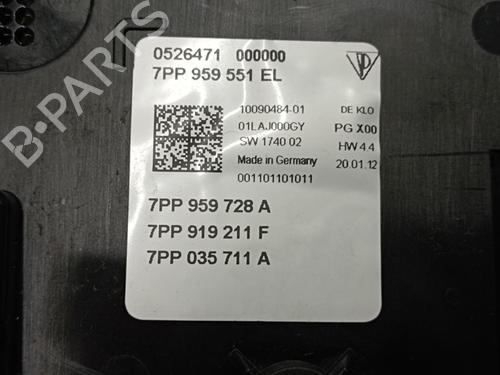 0526471 000000
7PP 959 551 EL
10090484-01
DE KLO
01LAJ000GY
PG X00
SW 1740 02
HW 4.4
Made in Germany
20.01.12
001101101011
7PP 959 728 A
7PP 919 211 F
7PP 035 711 A
B-PARTS